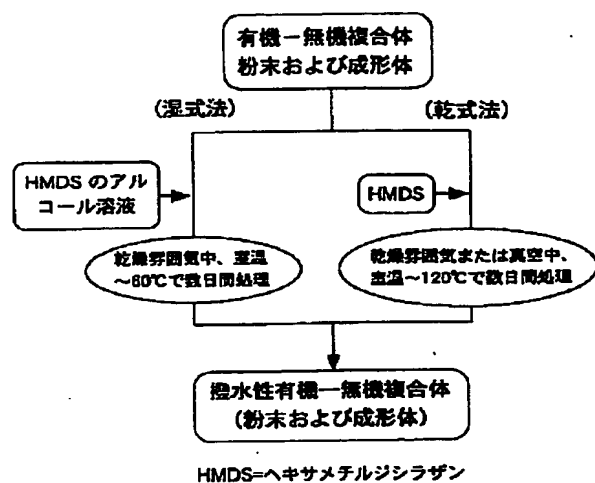 有機ー無機複合体
粉末および成形体
(湿式法)
(乾式法)
HMDS のアル
コール溶液
HMDS
乾燥雰囲気中、室温
〜60℃で数日間処理
乾燥雰囲気または真空中、
室温〜120℃で数日間処理
撥水性有機ー無機複合体
(粉末および成形体)
HMDS=ヘキサメチルジシラザン